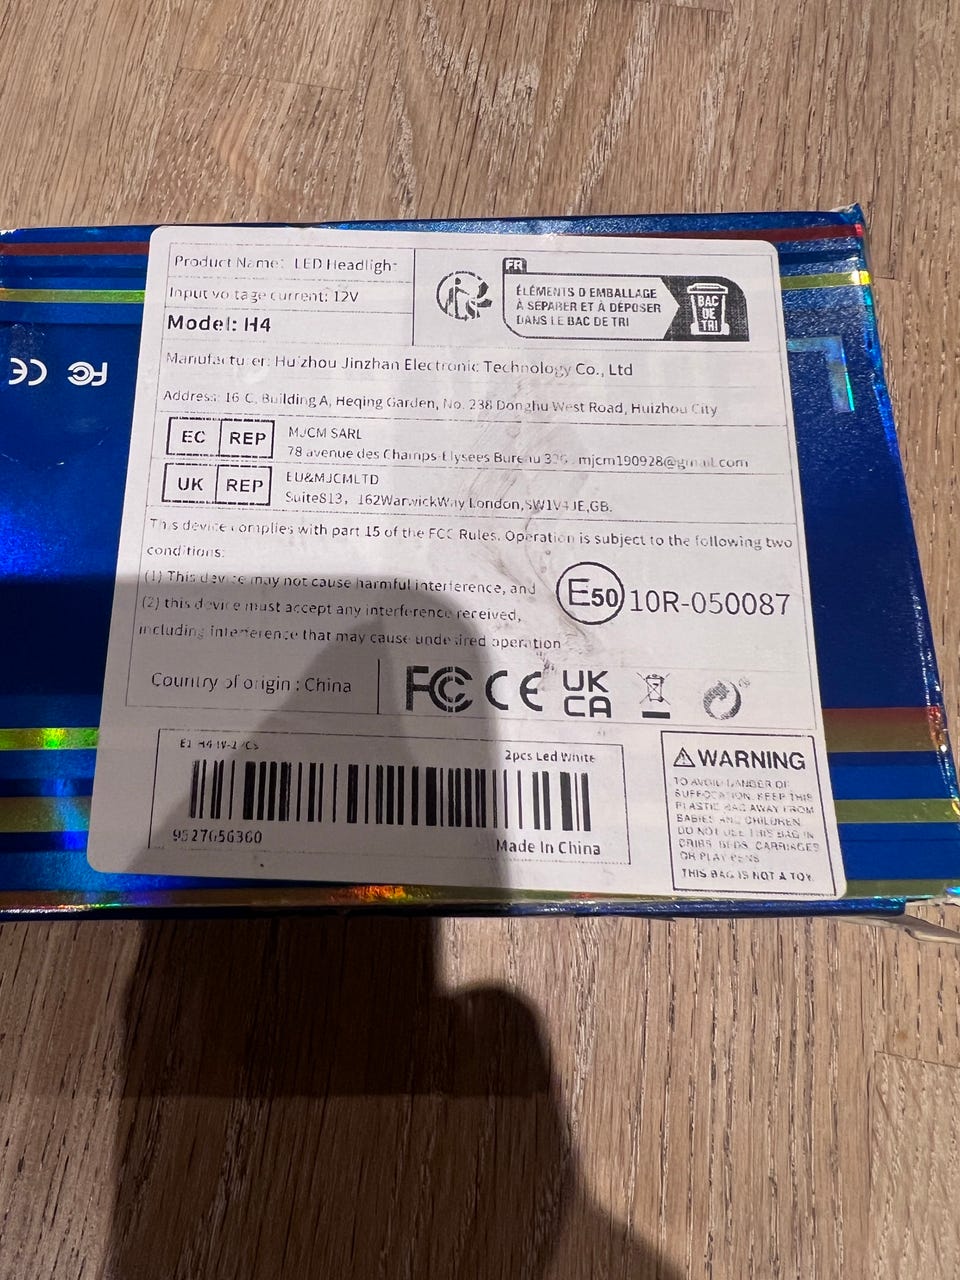 Product Name: LED Headlight
Input voltage current: 12V
Model: H4
FR
ÉLÉMENTS D EMBALLAGE
À SÉPARER ET À DÉPOSER
DANS LE BAC DE TRI
BAC
DE
TRI
Manufacturer: Huizhou Jinzhan Electronic Technology Co., Ltd
Address: 16 C, Building A, Heqing Garden, No. 238 Donghu West Road, Huizhou City
EC REP
MJCM SARL
78 avenue des Champs-Elysees Bureau mjcm190928@gmail.com
UK REP
EU&MJCMLTD
Suite813, 162WarwickWay London,SW1V4JE,GB.
This device complies with part 15 of the FCC Rules. Operation is subject to the following two
conditions:
(1) This device may not cause harmful interference, and
(2) this device must accept any interference received,
including interference that may cause undesired operation
E50 10R-050087
Country of origin : China
FCC CE UK
CA
2pcs Led White
9527656360
Made In China
WARNING
TO AVOID DANGER OF
SUFFOCATION, KEEP THIS
PLASTIC BAG AWAY FROM
BABIES AND CHILDREN.
DO NOT USE THIS BAG IN
CRIBS, BEDS, CARRIAGES
OR PLAY PENS
THIS BAG IS NOT A TOY.
CE FC